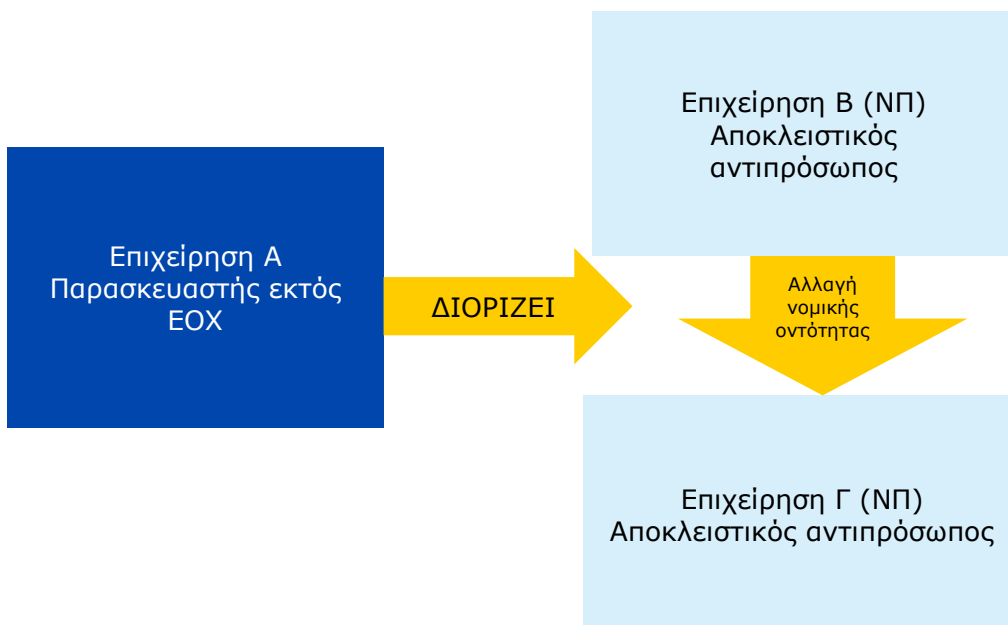 Επιχείρηση Α
Παρασκευαστής εκτός
ΕΟΧ
ΔΙΟΡΙΖΕΙ
Επιχείρηση Β (ΝΠ)
Αποκλειστικός
αντιπρόσωπος
Αλλαγή
νομικής
οντότητας
Επιχείρηση Γ (ΝΠ)
Αποκλειστικός αντιπρόσωπος